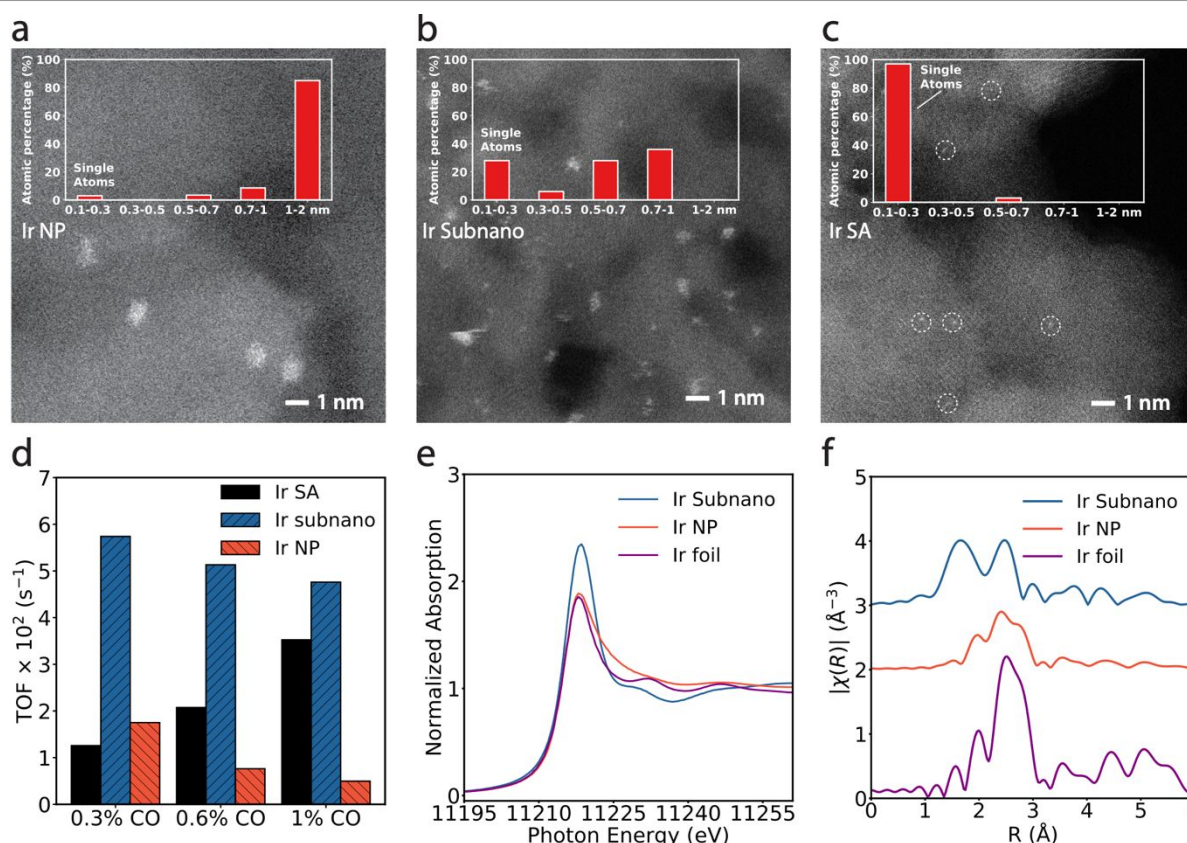 a
Atomic percentage (%)
100
80
60
40
20
0
Single
Atoms
0.1-0.3 0.3-0.5 0.5-0.7 0.7-1 1-2 nm
Ir NP
1 nm
b
Atomic percentage (%)
100
80
60
40
20
0
Single
Atoms
0.1-0.3 0.3-0.5 0.5-0.7 0.7-1 1-2 nm
Ir Subnano
1 nm
c
Atomic percentage (%)
100
80
60
40
20
0
Single
Atoms
0.1-0.3 0.3-0.5 0.5-0.7 0.7-1 1-2 nm
Ir SA
1 nm
d
TOF × 10² (s⁻¹)
7
6
5
4
3
2
1
0
Ir SA
Ir subnano
Ir NP
0.3% CO 0.6% CO 1% CO
e
Normalized Absorption
3
2
1
0
Ir Subnano
Ir NP
Ir foil
11195 11210 11225 11240 11255
Photon Energy (eV)
f
|χ(R)| (Å⁻³)
5
4
3
2
1
0
Ir Subnano
Ir NP
Ir foil
0 1 2 3 4 5
R (Å)